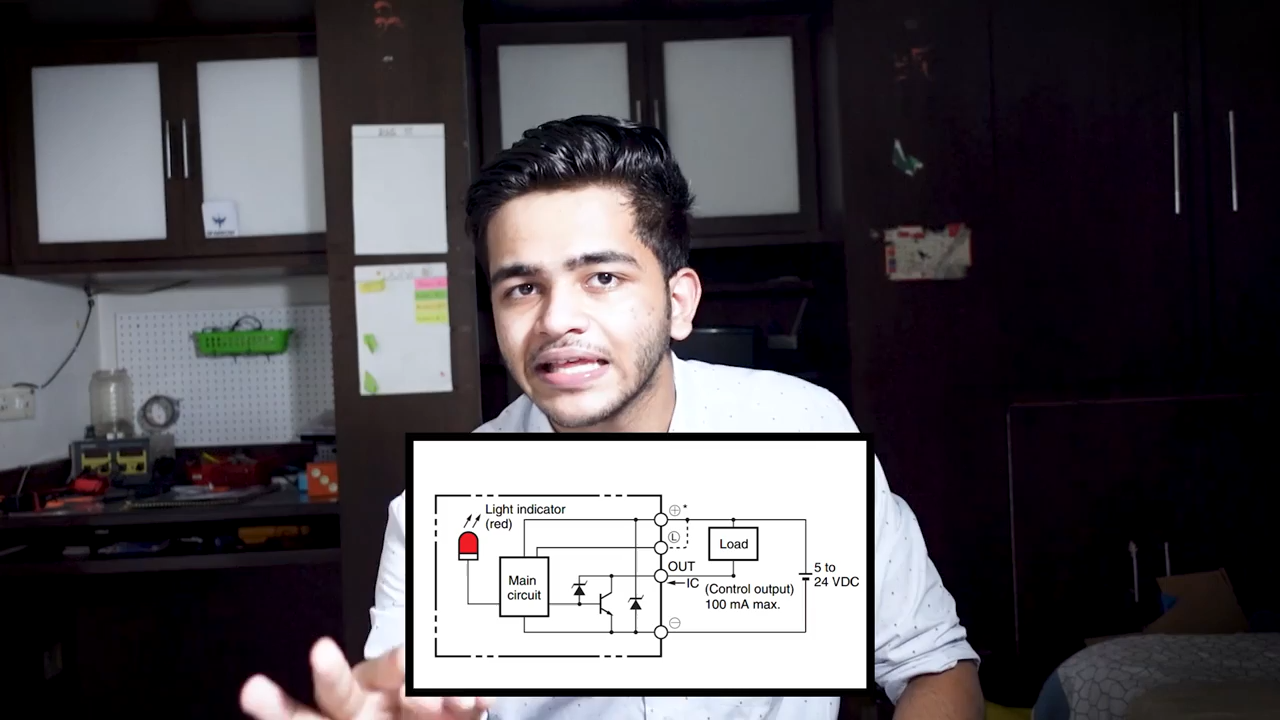 Light indicator
(red)
⊕ *
Ⓛ
Load
OUT
Main
circuit
IC
(Control output)
100 mA max.
5 to
24 VDC
⊖